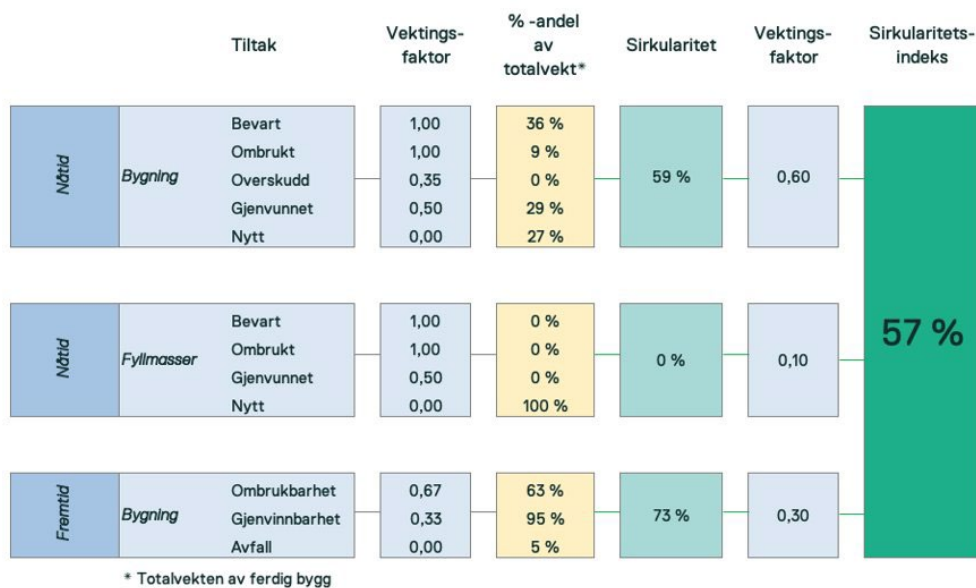 Tiltak
Vektings-
faktor
% -andel
av
totalvekt*
Sirkularitet
Vektings-
faktor
Sirkularitets-
indeks
Nåtid
Bygning
Bevart 1,00 36 %
Ombrukt 1,00 9 %
Overskudd 0,35 0 %
Gjenvunnet 0,50 29 %
Nytt 0,00 27 %
59 %
0,60
Nåtid
Fyllmasser
Bevart 1,00 0 %
Ombrukt 1,00 0 %
Gjenvunnet 0,50 0 %
Nytt 0,00 100 %
0 %
0,10
57 %
Fremtid
Bygning
Ombrukbarhet 0,67 63 %
Gjenvinnbarhet 0,33 95 %
Avfall 0,00 5 %
73 %
0,30
* Totalvekten av ferdig bygg